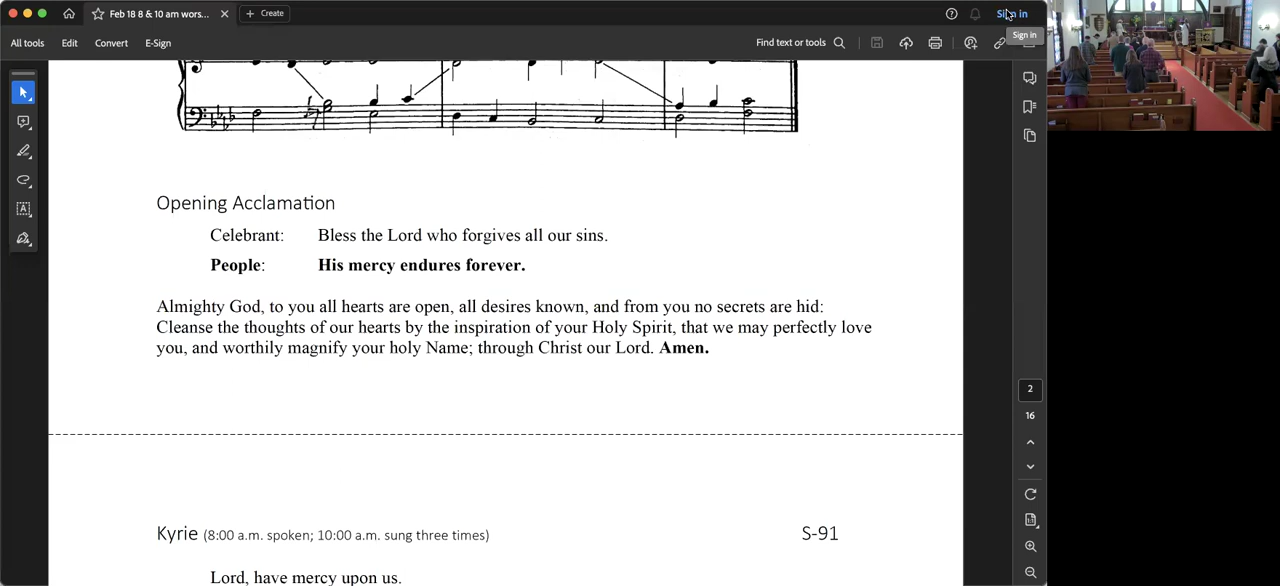 Feb 18 8 & 10 am wors...
Create
Sign in
All tools Edit Convert E-Sign
Find text or tools
Sign in
Opening Acclamation
Celebrant: Bless the Lord who forgives all our sins.
People: His mercy endures forever.
Almighty God, to you all hearts are open, all desires known, and from you no secrets are hid:
Cleanse the thoughts of our hearts by the inspiration of your Holy Spirit, that we may perfectly love
you, and worthily magnify your holy Name; through Christ our Lord. Amen.
2
16
Kyrie (8:00 a.m. spoken; 10:00 a.m. sung three times) S-91
Lord, have mercy upon us.